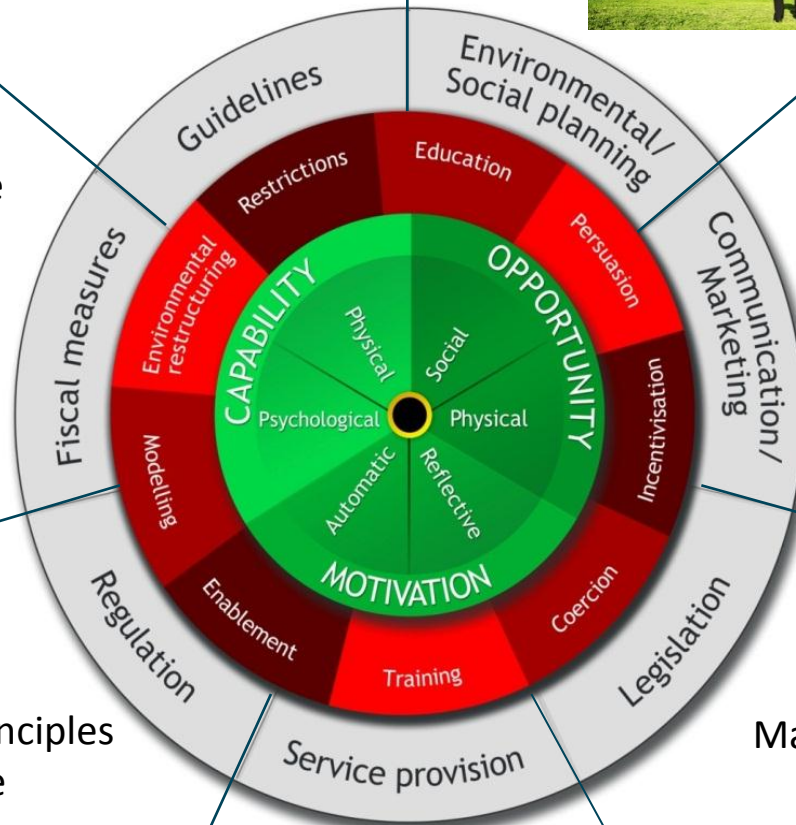 Guidelines
Environmental/
Social planning
Communication/
Marketing
Legislation
Service provision
Regulation
Fiscal measures
Restrictions
Education
Persuasion
Incentivisation
Coercion
Training
Enablement
Modelling
Environmental
restructuring
CAPABILITY
OPPORTUNITY
MOTIVATION
Physical
Social
Psychological
Physical
Automatic
Reflective
e
nciples
e
Ma